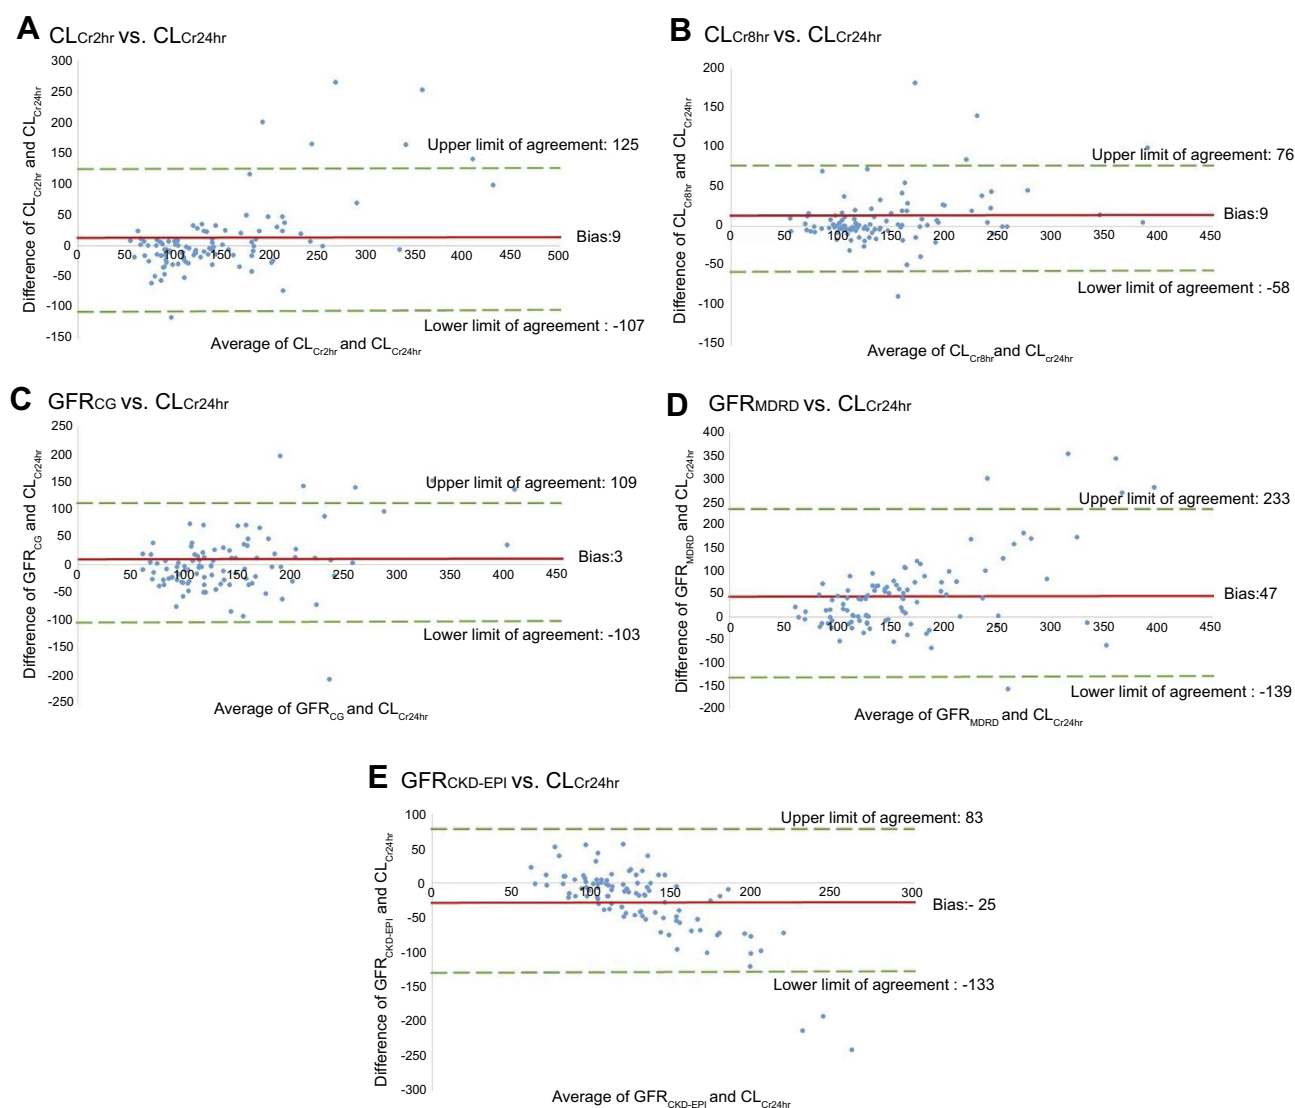 A CLCr2hr vs. CLCr24hr
300
250
200
150
100
50
0
-50
-100
-150
0 50 100 150 200 250 300 350 400 450 500
Difference of CLCr2hr and CLCr24hr
Upper limit of agreement: 125
Bias:9
Lower limit of agreement : -107
Average of CLCr2hr and CLCr24hr
B CLCr8hr vs. CLCr24hr
200
150
100
50
0
-50
-100
-150
0 50 100 150 200 250 300 350 400 450
Difference of CLCr8hr and CLCr24hr
Upper limit of agreement: 76
Bias:9
Lower limit of agreement : -58
Average of CLCr8hr and CLcr24hr
C GFRCG vs. CLCr24hr
250
200
150
100
50
0
-50
-100
-150
-200
-250
0 50 100 150 200 250 300 350 400 450
Difference of GFRCG and CLCr24hr
Upper limit of agreement: 109
Bias:3
Lower limit of agreement: -103
Average of GFRCG and CLCr24hr
D GFRMDRD vs. CLCr24hr
400
350
300
250
200
150
100
50
0
-50
-100
-150
-200
0 50 100 150 200 250 300 350 400 450
Difference of GFRMDRD and CLCr24hr
Upper limit of agreement: 233
Bias:47
Lower limit of agreement : -139
Average of GFRMDRD and CLCr24hr
E GFRCKD-EPI vs. CLCr24hr
100
50
0
-50
-100
-150
-200
-250
-300
0 50 100 150 200 250 300
Difference of GFRCKD-EPI and CLCr24hr
Upper limit of agreement: 83
Bias:- 25
Lower limit of agreement : -133
Average of GFRCKD-EPI and CLCr24hr